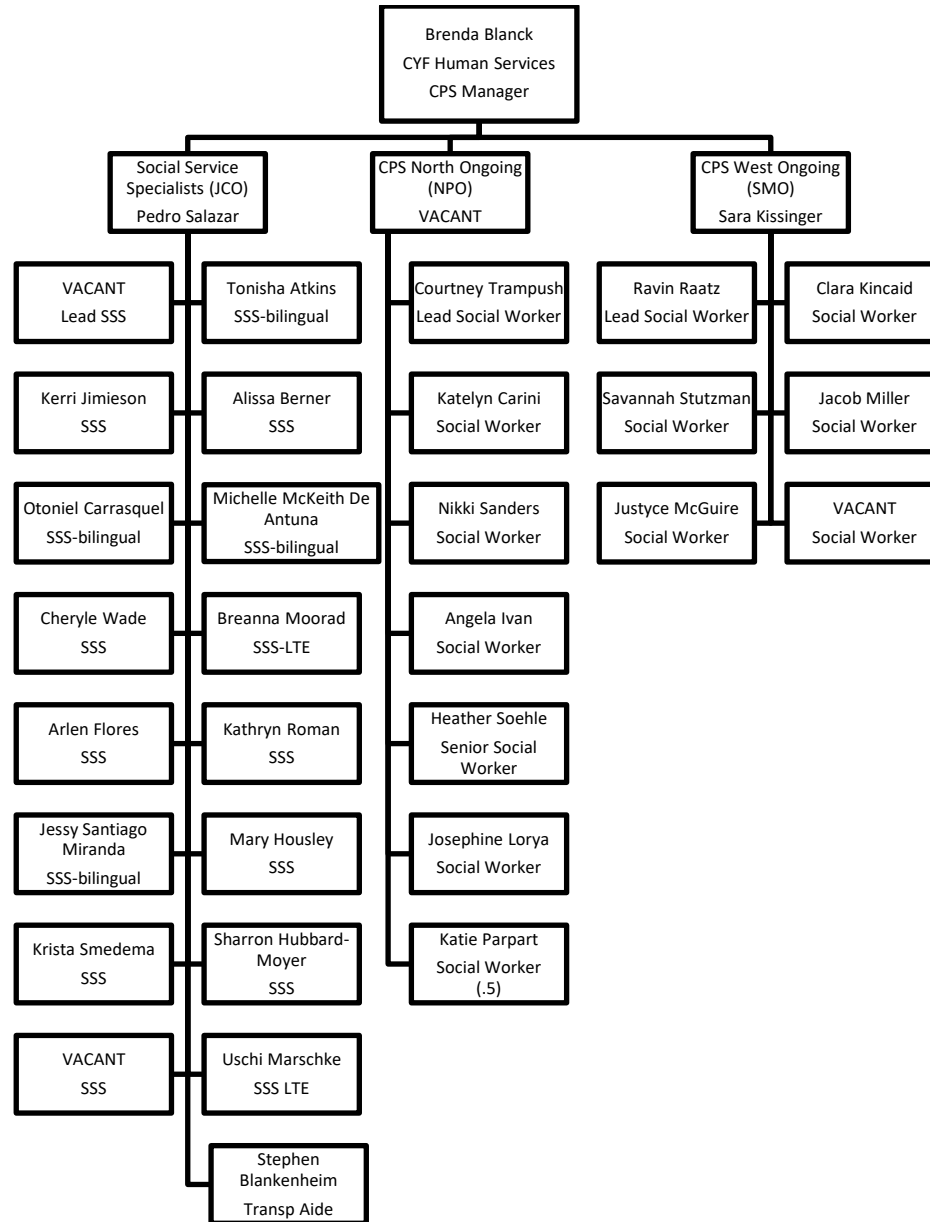 Brenda Blanck
CYF Human Services
CPS Manager
Social Service
Specialists (JCO)
Pedro Salazar
CPS North Ongoing
(NPO)
VACANT
CPS West Ongoing
(SMO)
Sara Kissinger
VACANT
Lead SSS
Tonisha Atkins
SSS-bilingual
Kerri Jimieson
SSS
Alissa Berner
SSS
Otoniel Carrasquel
SSS-bilingual
Michelle McKeith De
Antuna
SSS-bilingual
Cheryle Wade
SSS
Breanna Moorad
SSS-LTE
Arlen Flores
SSS
Kathryn Roman
SSS
Jessy Santiago
Miranda
SSS-bilingual
Mary Housley
SSS
Krista Smedema
SSS
Sharron Hubbard-
Moyer
SSS
VACANT
SSS
Uschi Marschke
SSS LTE
Stephen
Blankenheim
Transp Aide
Courtney Trampush
Lead Social Worker
Katelyn Carini
Social Worker
Nikki Sanders
Social Worker
Angela Ivan
Social Worker
Heather Soehle
Senior Social
Worker
Josephine Lorya
Social Worker
Katie Parpart
Social Worker
(.5)
Ravin Raatz
Lead Social Worker
Clara Kincaid
Social Worker
Savannah Stutzman
Social Worker
Jacob Miller
Social Worker
Justyce McGuire
Social Worker
VACANT
Social Worker